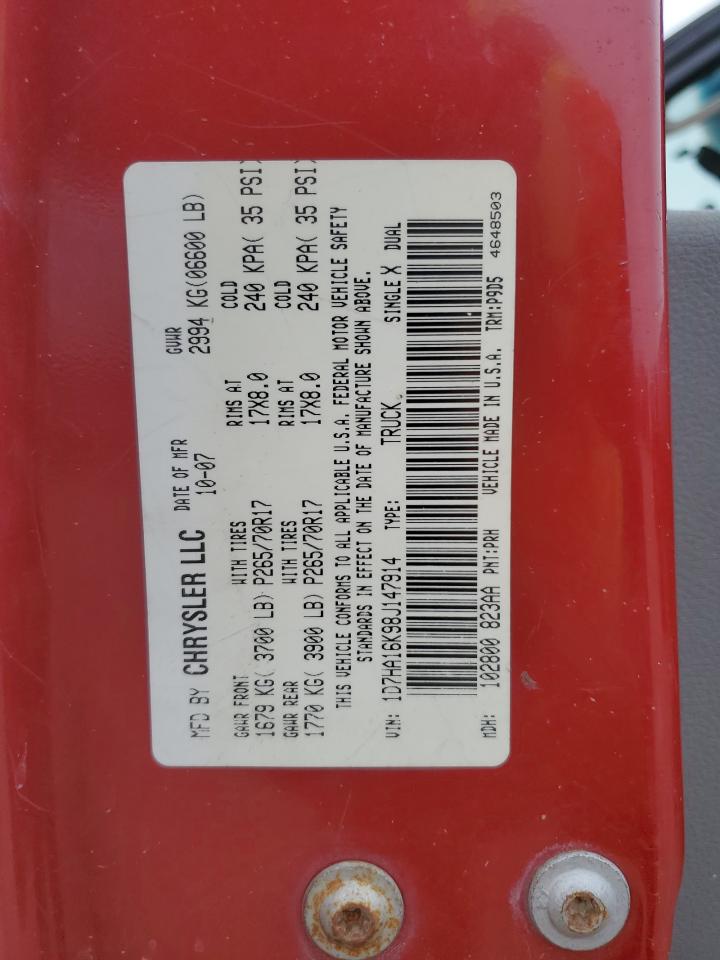 MFD BY CHRYSLER LLC DATE OF MFR 10-07 GVWR 2994 KG(06600 LB)
GAWR FRONT WITH TIRES RIMS AT COLD
1679 KG( 3700 LB) P265/70R17 17X8.0 240 KPA( 35 PSI)
GAWR REAR WITH TIRES RIMS AT COLD
1770 KG( 3900 LB) P265/70R17 17X8.0 240 KPA( 35 PSI)
THIS VEHICLE CONFORMS TO ALL APPLICABLE U.S.A. FEDERAL MOTOR VEHICLE SAFETY
STANDARDS IN EFFECT ON THE DATE OF MANUFACTURE SHOWN ABOVE.
VIN: 1D7HA16K98J147914 TYPE: TRUCK SINGLE X DUAL
MDH: 102800 823AA PNT:PRH VEHICLE MADE IN U.S.A. TRM:P9D5
4648503